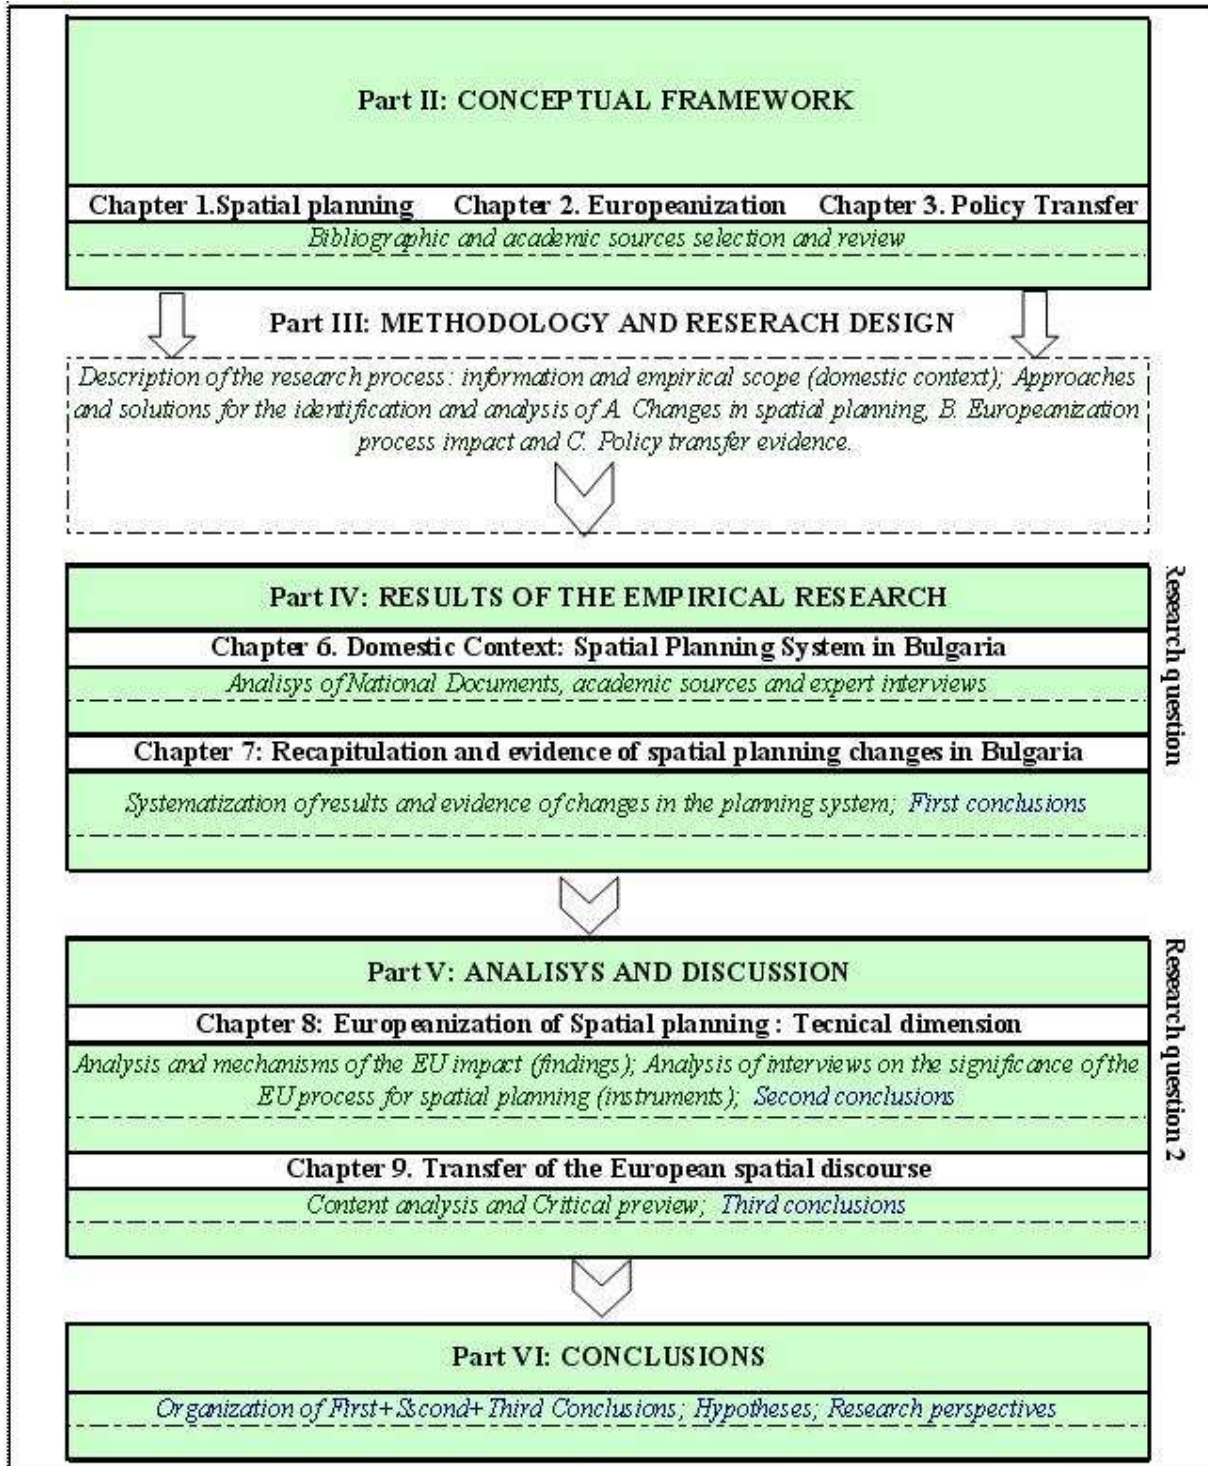 Part II: CONCEPTUAL FRAMEWORK
Chapter 1.Spatial planning Chapter 2. Europeanization Chapter 3. Policy Transfer
Bibliographic and academic sources selection and review
Part III: METHODOLOGY AND RESERACH DESIGN
Description of the research process: information and empirical scope (domestic context); Approaches
and solutions for the identification and analysis of A. Changes in spatial planning, B. Europeanization
process impact and C. Policy transfer evidence.
Research question
Part IV: RESULTS OF THE EMPIRICAL RESEARCH
Chapter 6. Domestic Context: Spatial Planning System in Bulgaria
Analisys of National Documents, academic sources and expert interviews
Chapter 7: Recapitulation and evidence of spatial planning changes in Bulgaria
Systematization of results and evidence of changes in the planning system; First conclusions
Research question 2
Part V: ANALISYS AND DISCUSSION
Chapter 8: Europeanization of Spatial planning : Tecnical dimension
Analysis and mechanisms of the EU impact (findings); Analysis of interviews on the significance of the
EU process for spatial planning (instruments); Second conclusions
Chapter 9. Transfer of the European spatial discourse
Content analysis and Critical preview; Third conclusions
Part VI: CONCLUSIONS
Organization of First+Sscond+Third Conclusions; Hypotheses; Research perspectives